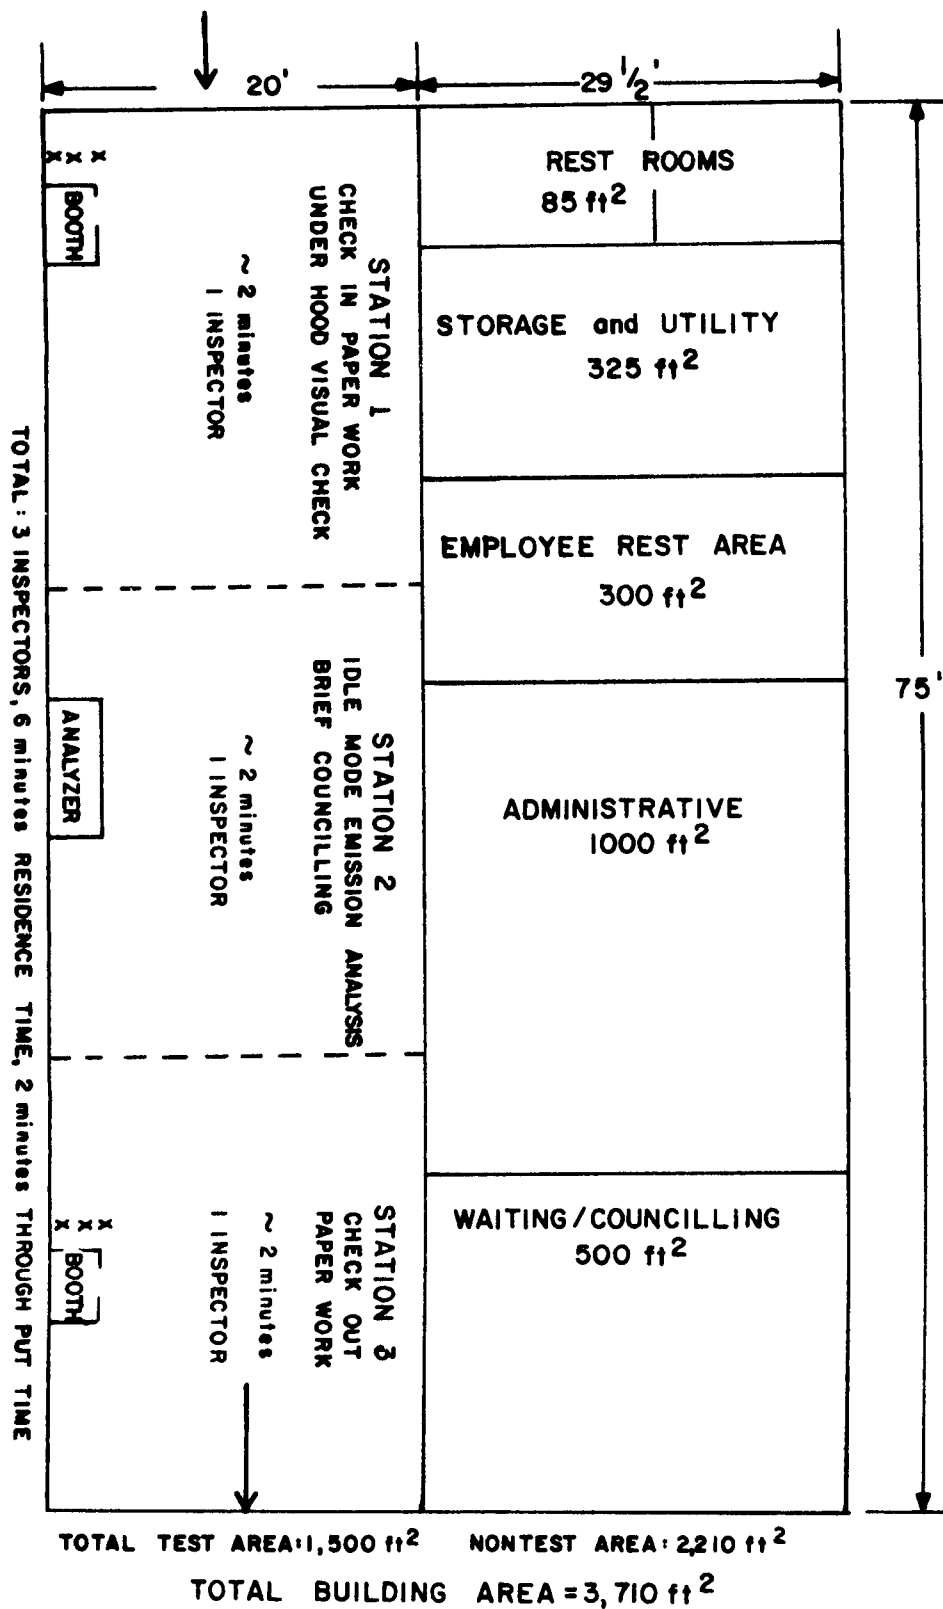 20'
29 1/2'
REST ROOMS
85 ft²
STORAGE and UTILITY
325 ft²
EMPLOYEE REST AREA
300 ft²
ADMINISTRATIVE
1000 ft²
WAITING/COUNCILLING
500 ft²
75'
x x x
BOOTH
STATION 1
CHECK IN PAPER WORK
UNDER HOOD VISUAL CHECK
~ 2 minutes
1 INSPECTOR
ANALYZER
STATION 2
IDLE MODE EMISSION ANALYSIS
BRIEF COUNCILLING
~ 2 minutes
1 INSPECTOR
x x x
BOOTH
STATION 3
CHECK OUT
PAPER WORK
~ 2 minutes
1 INSPECTOR
TOTAL: 3 INSPECTORS, 6 minutes RESIDENCE TIME, 2 minutes THROUGH PUT TIME
TOTAL TEST AREA: 1,500 ft²
NONTEST AREA: 2,210 ft²
TOTAL BUILDING AREA = 3,710 ft²